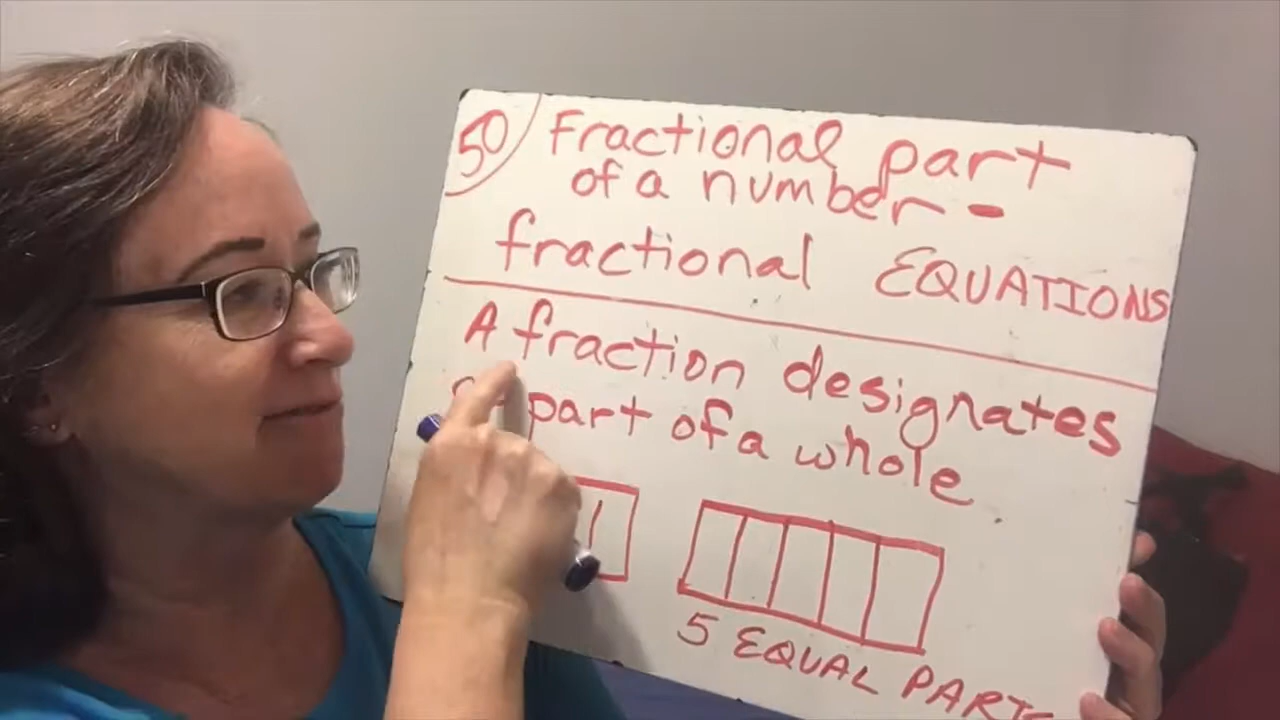 50 Fractional part
of a number -
fractional EQUATIONS
A fraction designates
part of a whole
5 EQUAL PARTS